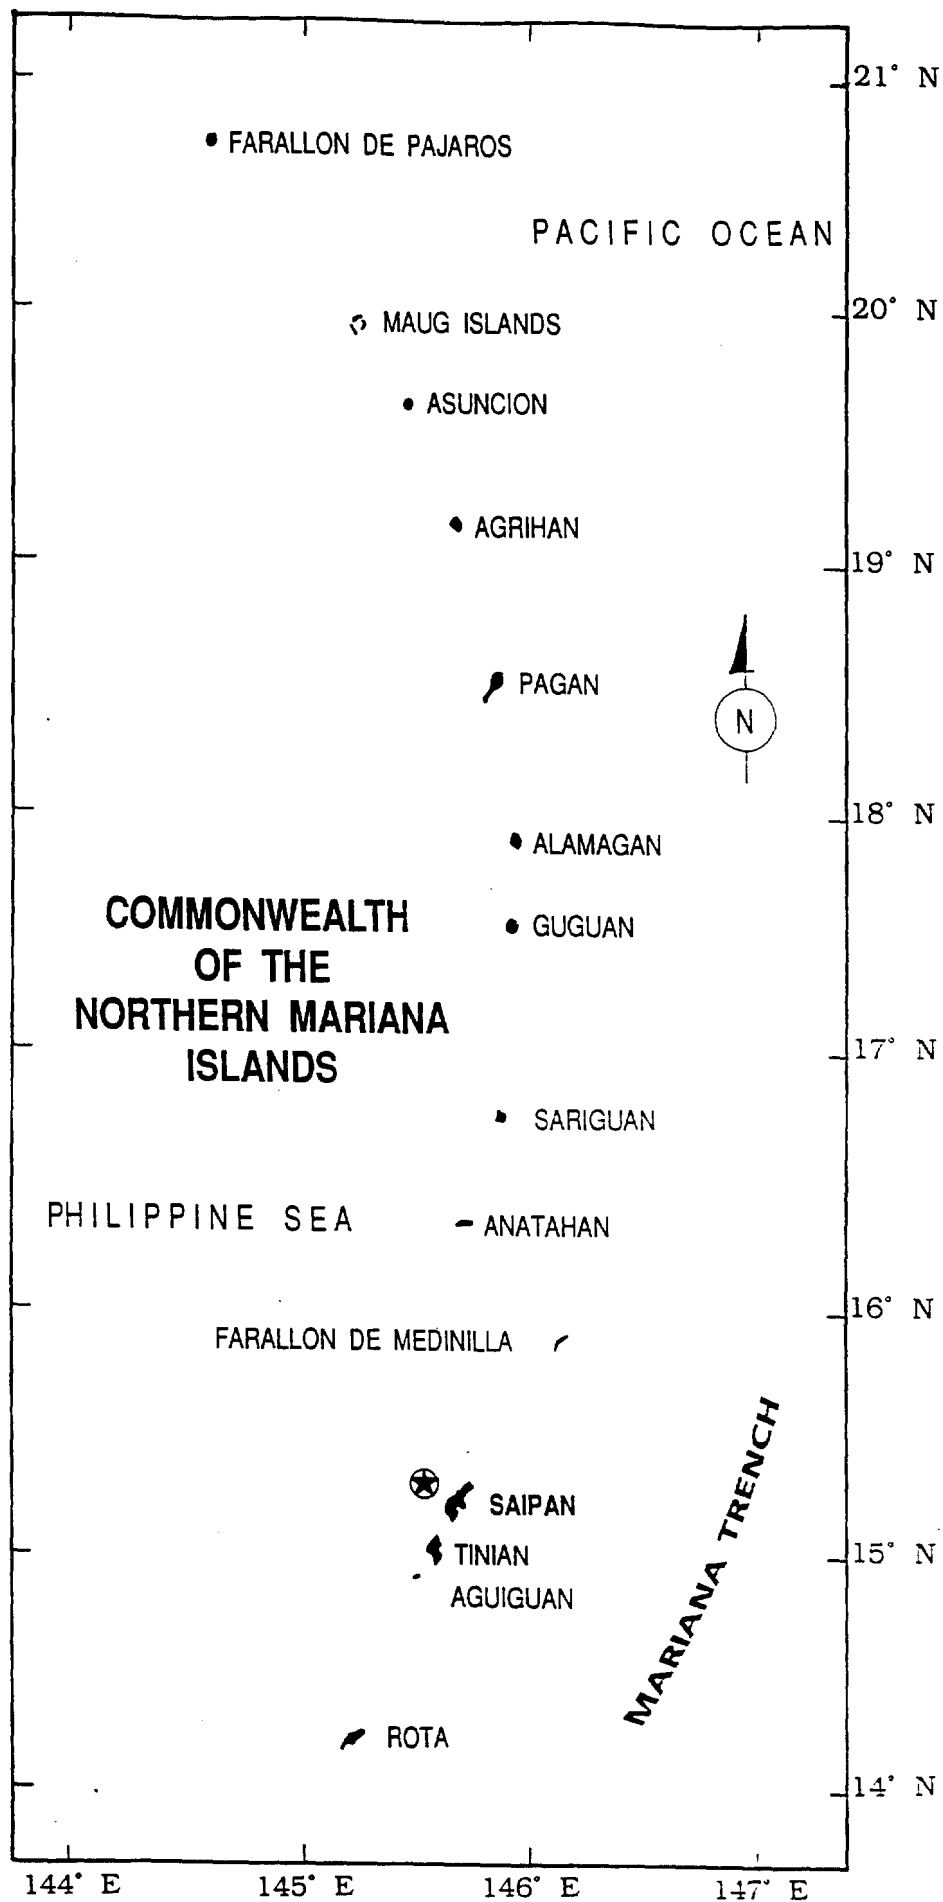 21° N
FARALLON DE PAJAROS
PACIFIC OCEAN
20° N
MAUG ISLANDS
ASUNCION
AGRIHAN
19° N
PAGAN
N
18° N
ALAMAGAN
COMMONWEALTH
OF THE
NORTHERN MARIANA
ISLANDS
GUGUAN
17° N
SARIGUAN
PHILIPPINE SEA
ANATAHAN
16° N
FARALLON DE MEDINILLA
MARIANA TRENCH
SAIPAN
TINIAN
15° N
AGUIGUAN
ROTA
14° N
144° E 145° E 146° E 147° E